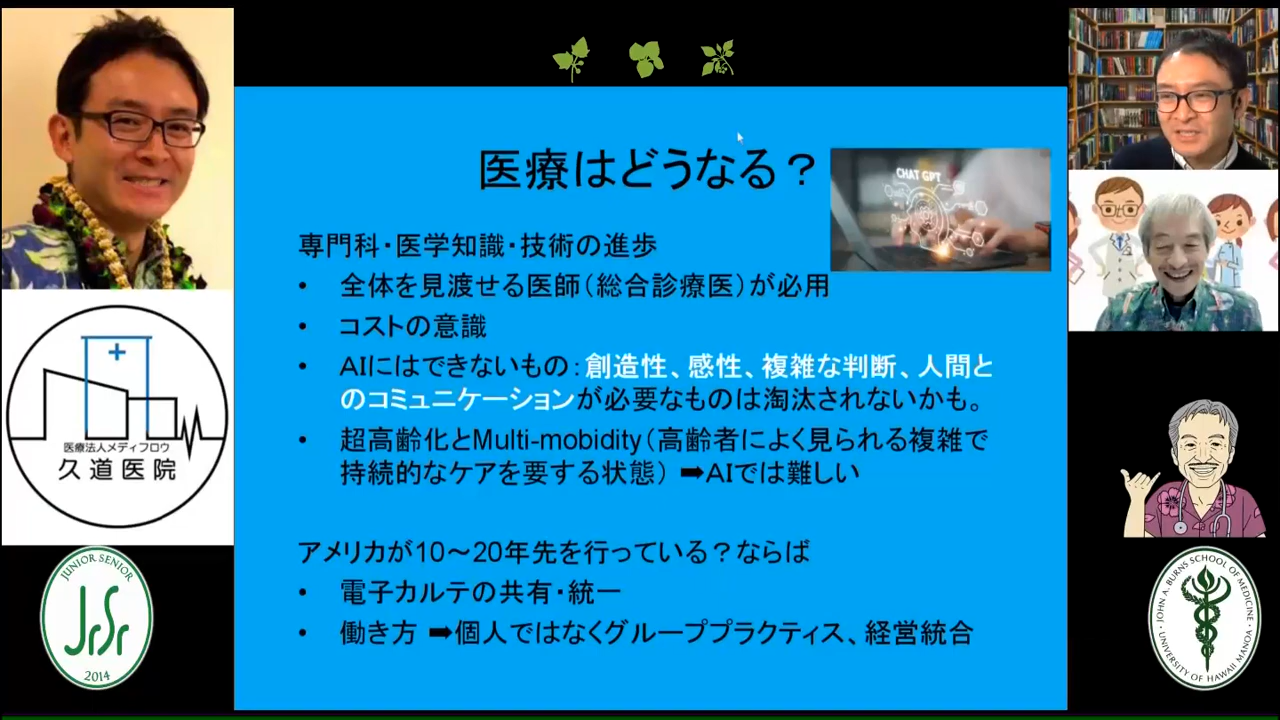 医療はどうなる？
CHAT GPT
専門科・医学知識・技術の進歩
• 全体を見渡せる医師（総合診療医）が必用
• コストの意識
• AIにはできないもの：創造性、感性、複雑な判断、人間と
のコミュニケーションが必要なものは淘汰されないかも。
• 超高齢化とMulti-mobidity（高齢者によく見られる複雑で
持続的なケアを要する状態） ➡AIでは難しい
アメリカが10～20年先を行っている？ならば
• 電子カルテの共有・統一
• 働き方 ➡個人ではなくグループプラクティス、経営統合
医療法人メディフロウ
久道医院
JUNIOR SENIOR
JrSr
2014
JOHN A. BURNS SCHOOL OF MEDICINE
UNIVERSITY OF HAWAII MANOA